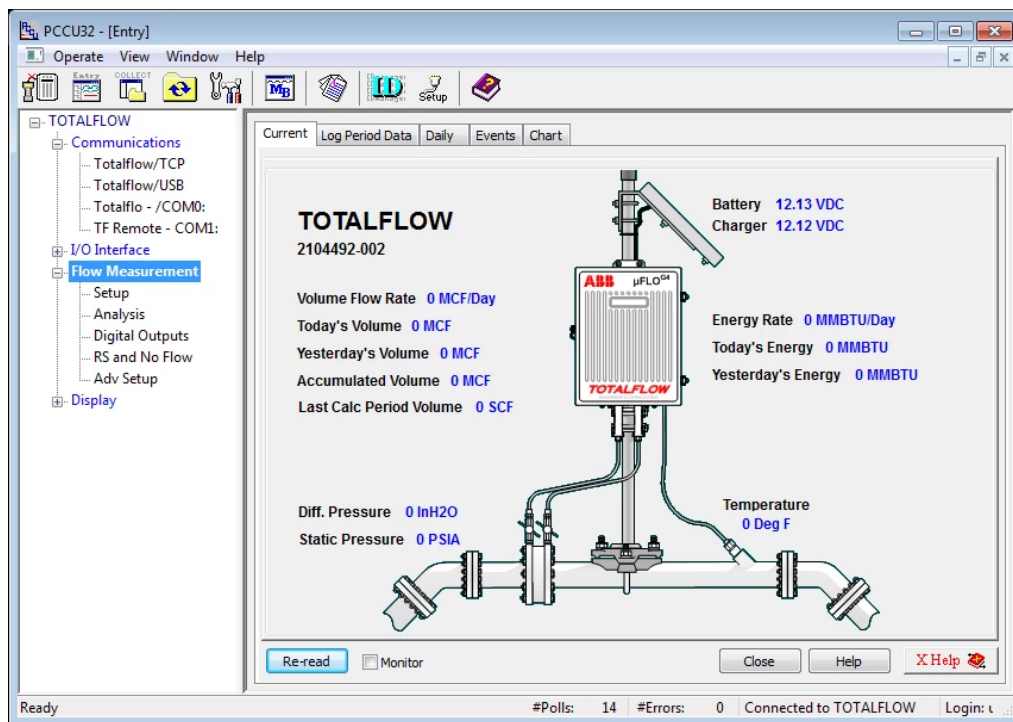 PCCU32 - [Entry]
Operate View Window Help
Entry COLLECT MB ID Setup
TOTALFLOW
Communications
Totalflow/TCP
Totalflow/USB
Totalflo - /COM0:
TF Remote - COM1:
I/O Interface
Flow Measurement
Setup
Analysis
Digital Outputs
RS and No Flow
Adv Setup
Display
Current Log Period Data Daily Events Chart
TOTALFLOW
2104492-002
Battery 12.13 VDC
Charger 12.12 VDC
ABB µFLO G4
TOTALFLOW
Volume Flow Rate 0 MCF/Day
Today's Volume 0 MCF
Yesterday's Volume 0 MCF
Accumulated Volume 0 MCF
Last Calc Period Volume 0 SCF
Energy Rate 0 MMBTU/Day
Today's Energy 0 MMBTU
Yesterday's Energy 0 MMBTU
Diff. Pressure 0 InH2O
Static Pressure 0 PSIA
Temperature
0 Deg F
Re-read Monitor Close Help X Help
Ready #Polls: 14 #Errors: 0 Connected to TOTALFLOW Login: